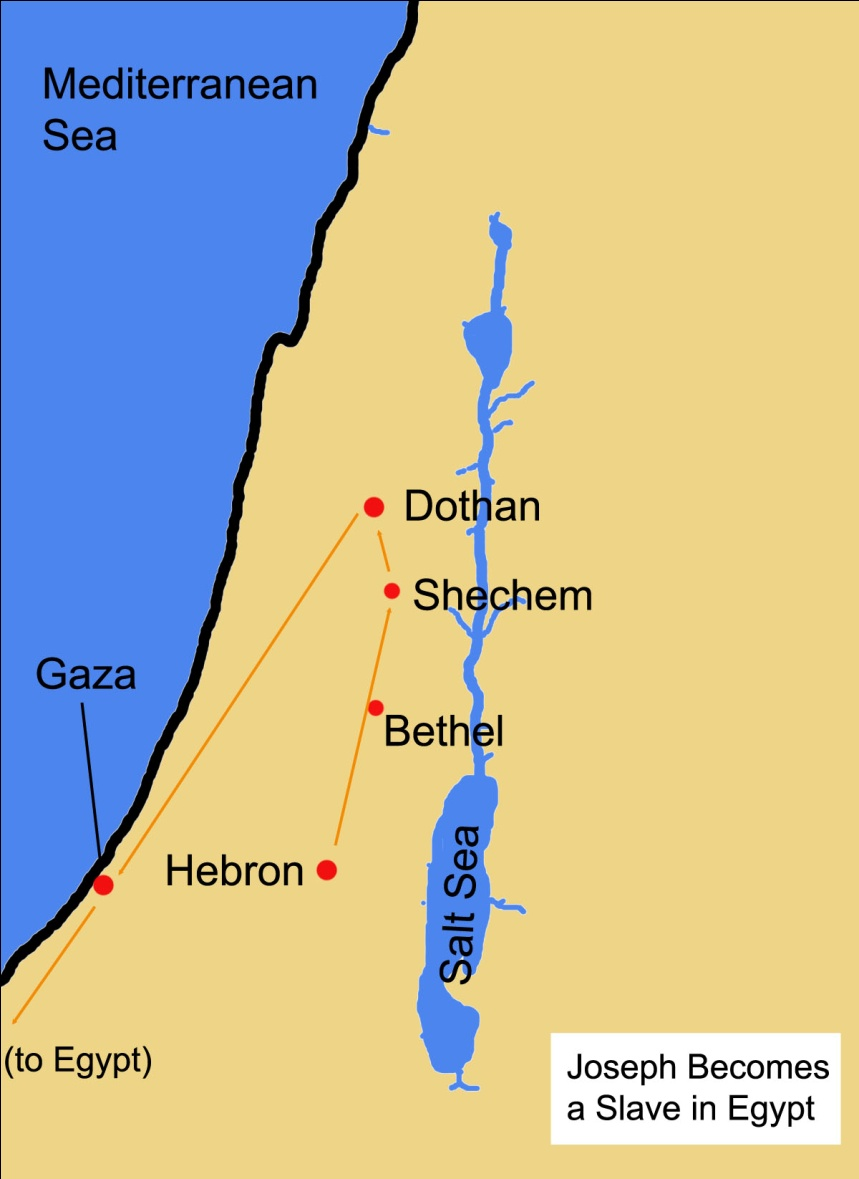 Mediterranean
Sea
Dothan
Shechem
Gaza
Bethel
Hebron
Salt Sea
(to Egypt)
Joseph Becomes
a Slave in Egypt